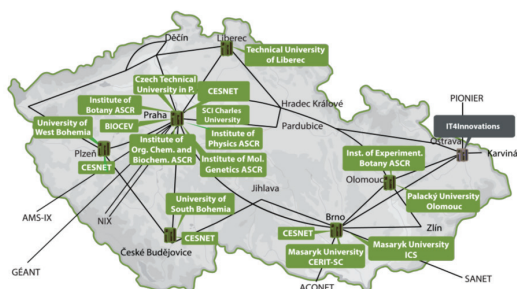 Děčín
Liberec
Technical University
of Liberec
Czech Technical
University in P.
CESNET
Institute of
Botany ASCR
SCI Charles
University
Hradec Králové
PIONIER
University of
West Bohemia
BIOCEV
Praha
Institute of
Physics ASCR
Pardubice
IT4Innovations
Ostrava
Plzeň
Institute of
Org. Chem. and
Biochem. ASCR
Institute of Mol.
Genetics ASCR
Inst. of Experiment.
Botany ASCR
Karviná
CESNET
Olomouc
Jihlava
University of
South Bohemia
Palacký University
Olomouc
AMS-IX
NIX
Brno
Zlín
CESNET
CESNET
České Budějovice
Masaryk University
CERIT-SC
Masaryk University
ICS
GÉANT
ACONET
SANET